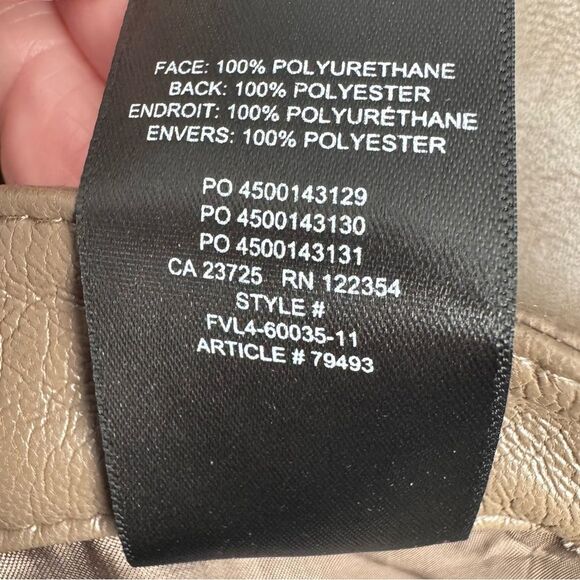 FACE: 100% POLYURETHANE
BACK: 100% POLYESTER
ENDROIT: 100% POLYURÉTHANE
ENVERS: 100% POLYESTER
PO 4500143129
PO 4500143130
PO 4500143131
CA 23725 RN 122354
STYLE #
FVL4-60035-11
ARTICLE # 79493